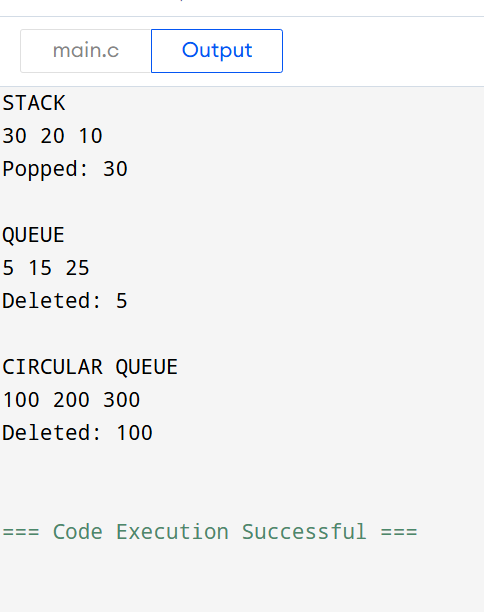 main.c Output
STACK
30 20 10
Popped: 30
QUEUE
5 15 25
Deleted: 5
CIRCULAR QUEUE
100 200 300
Deleted: 100
=== Code Execution Successful ===